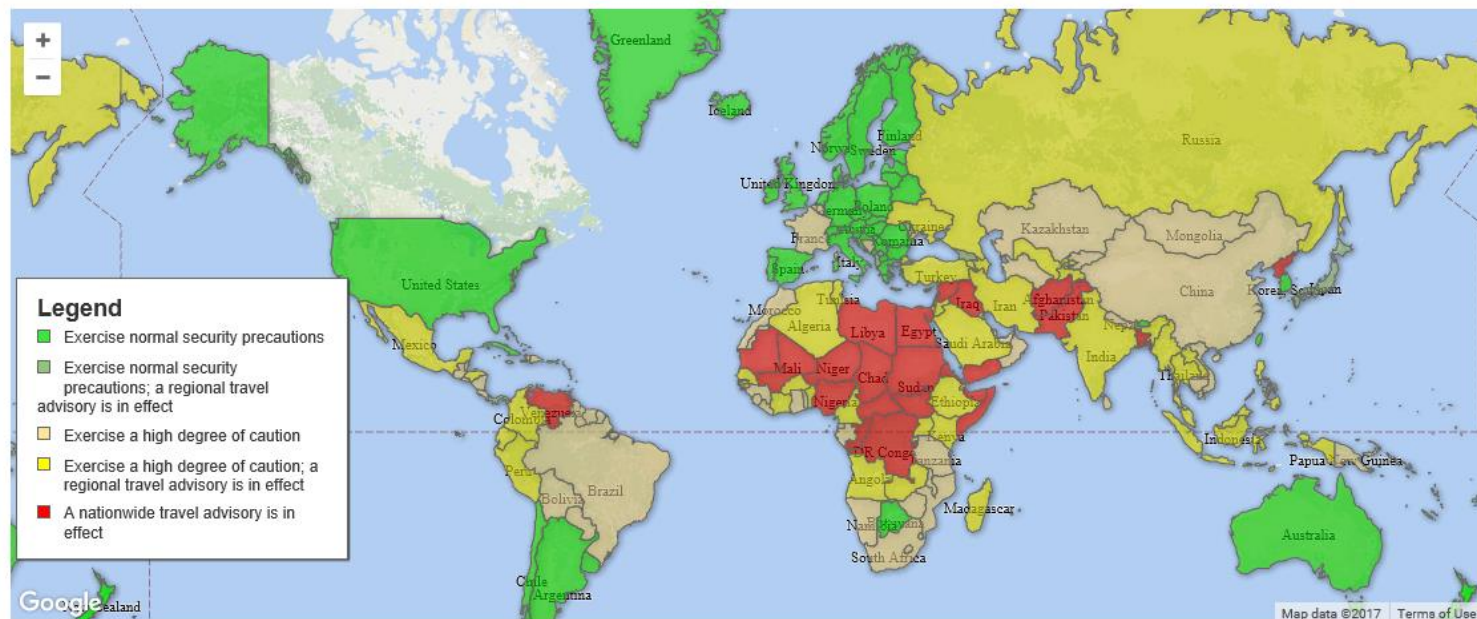 +
−
Greenland
Iceland
Finland
Sweden
Russia
United Kingdom
Poland
Austria
Ukraine
Romania
Kazakhstan
Mongolia
Spain
Italy
Turkey
China
United States
Morocco
Tunisia
Algeria
Libya
Egypt
Iraq
Iran
Afghanistan
Pakistan
Nepal
Saudi Arabia
India
Mexico
Mali
Niger
Chad
Sudan
Nigeria
Ethiopia
Thailand
Venezuela
Colombia
Kenya
DR Congo
Tanzania
Indonesia
Papua New Guinea
Peru
Brazil
Bolivia
Angola
Madagascar
Namibia
Botswana
South Africa
Australia
Chile
Argentina
Legend
Exercise normal security precautions
Exercise normal security
precautions; a regional travel
advisory is in effect
Exercise a high degree of caution
Exercise a high degree of caution; a
regional travel advisory is in effect
A nationwide travel advisory is in
effect
Google
Map data ©2017
Terms of Use